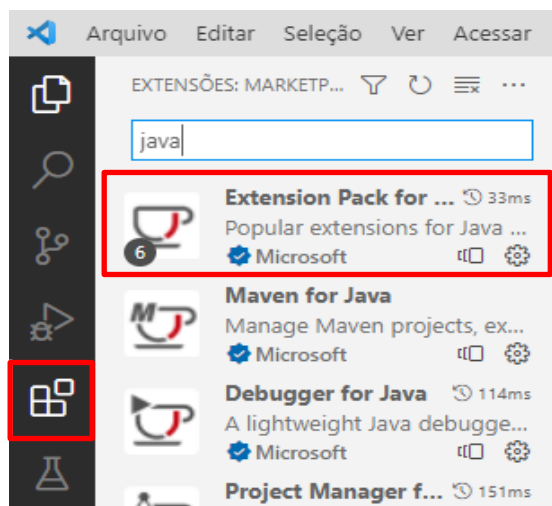 Arquivo Editar Seleção Ver Acessar
EXTENSÕES: MARKETP... ...
java
Extension Pack for ... 33ms
Popular extensions for Java ...
6
Microsoft
Maven for Java
Manage Maven projects, ex...
Microsoft
Debugger for Java 114ms
A lightweight Java debugge...
Microsoft
Project Manager f... 151ms